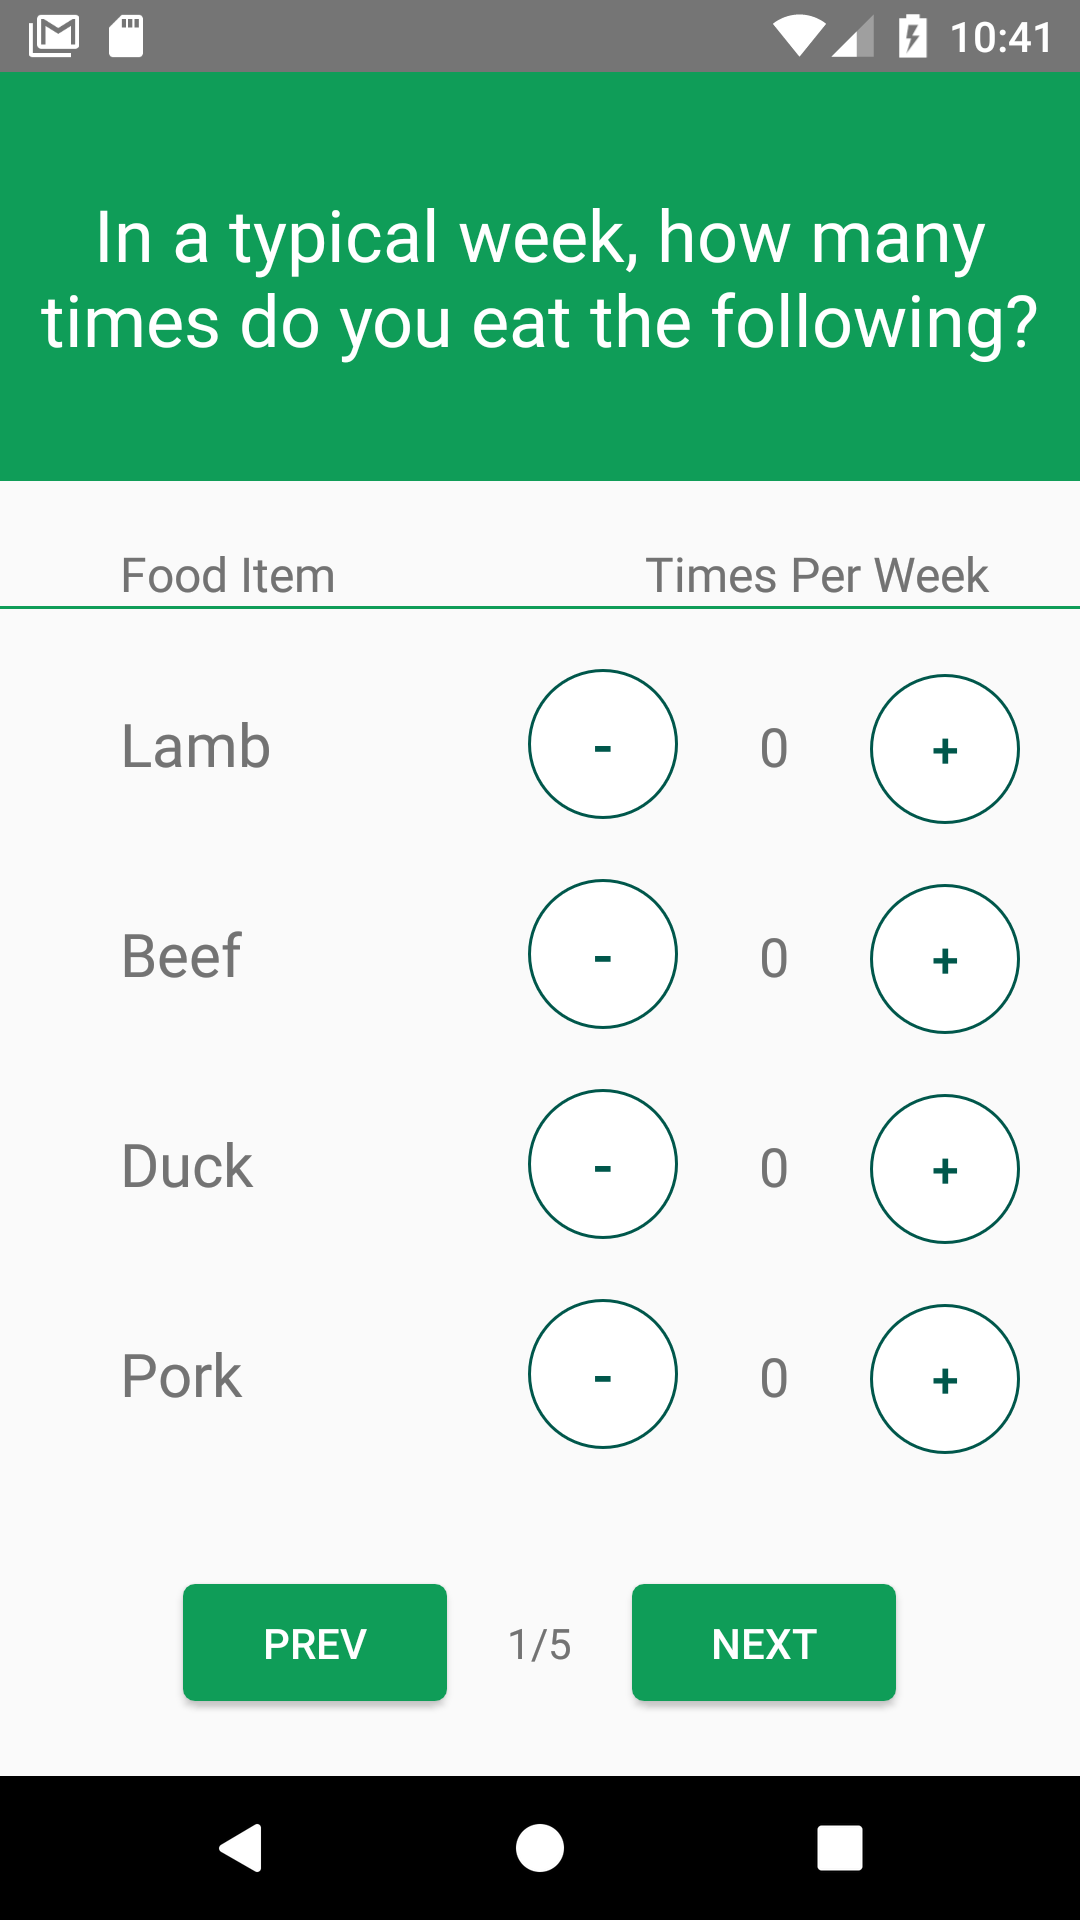 10:41
In a typical week, how many
times do you eat the following?
Food Item Times Per Week
Lamb - 0 +
Beef - 0 +
Duck - 0 +
Pork - 0 +
PREV 1/5 NEXT